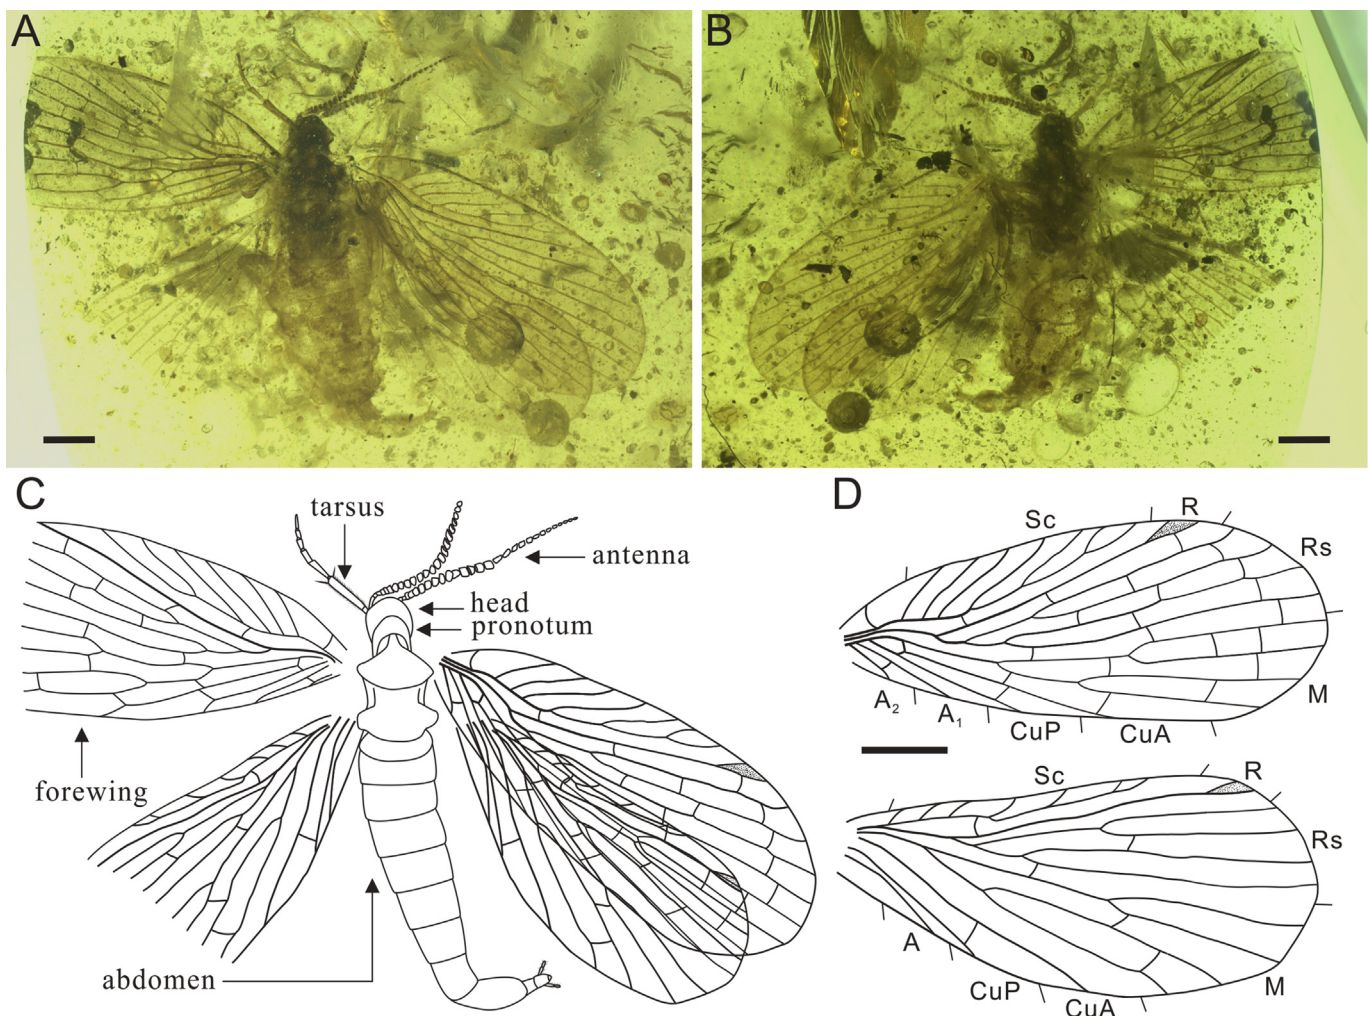 A
B
C
tarsus
antenna
head
pronotum
forewing
abdomen
D
Sc
R
Rs
M
CuA
CuP
A₁
A₂
Sc
R
Rs
M
CuA
CuP
A